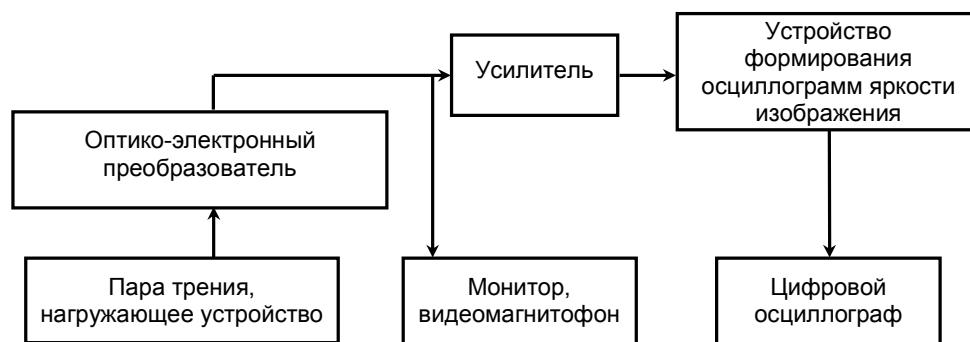 Усилитель
Устройство
формирования
осциллограмм яркости
изображения
Оптико-электронный
преобразователь
Пара трения,
нагружающее устройство
Монитор,
видеомагнитофон
Цифровой
осциллограф